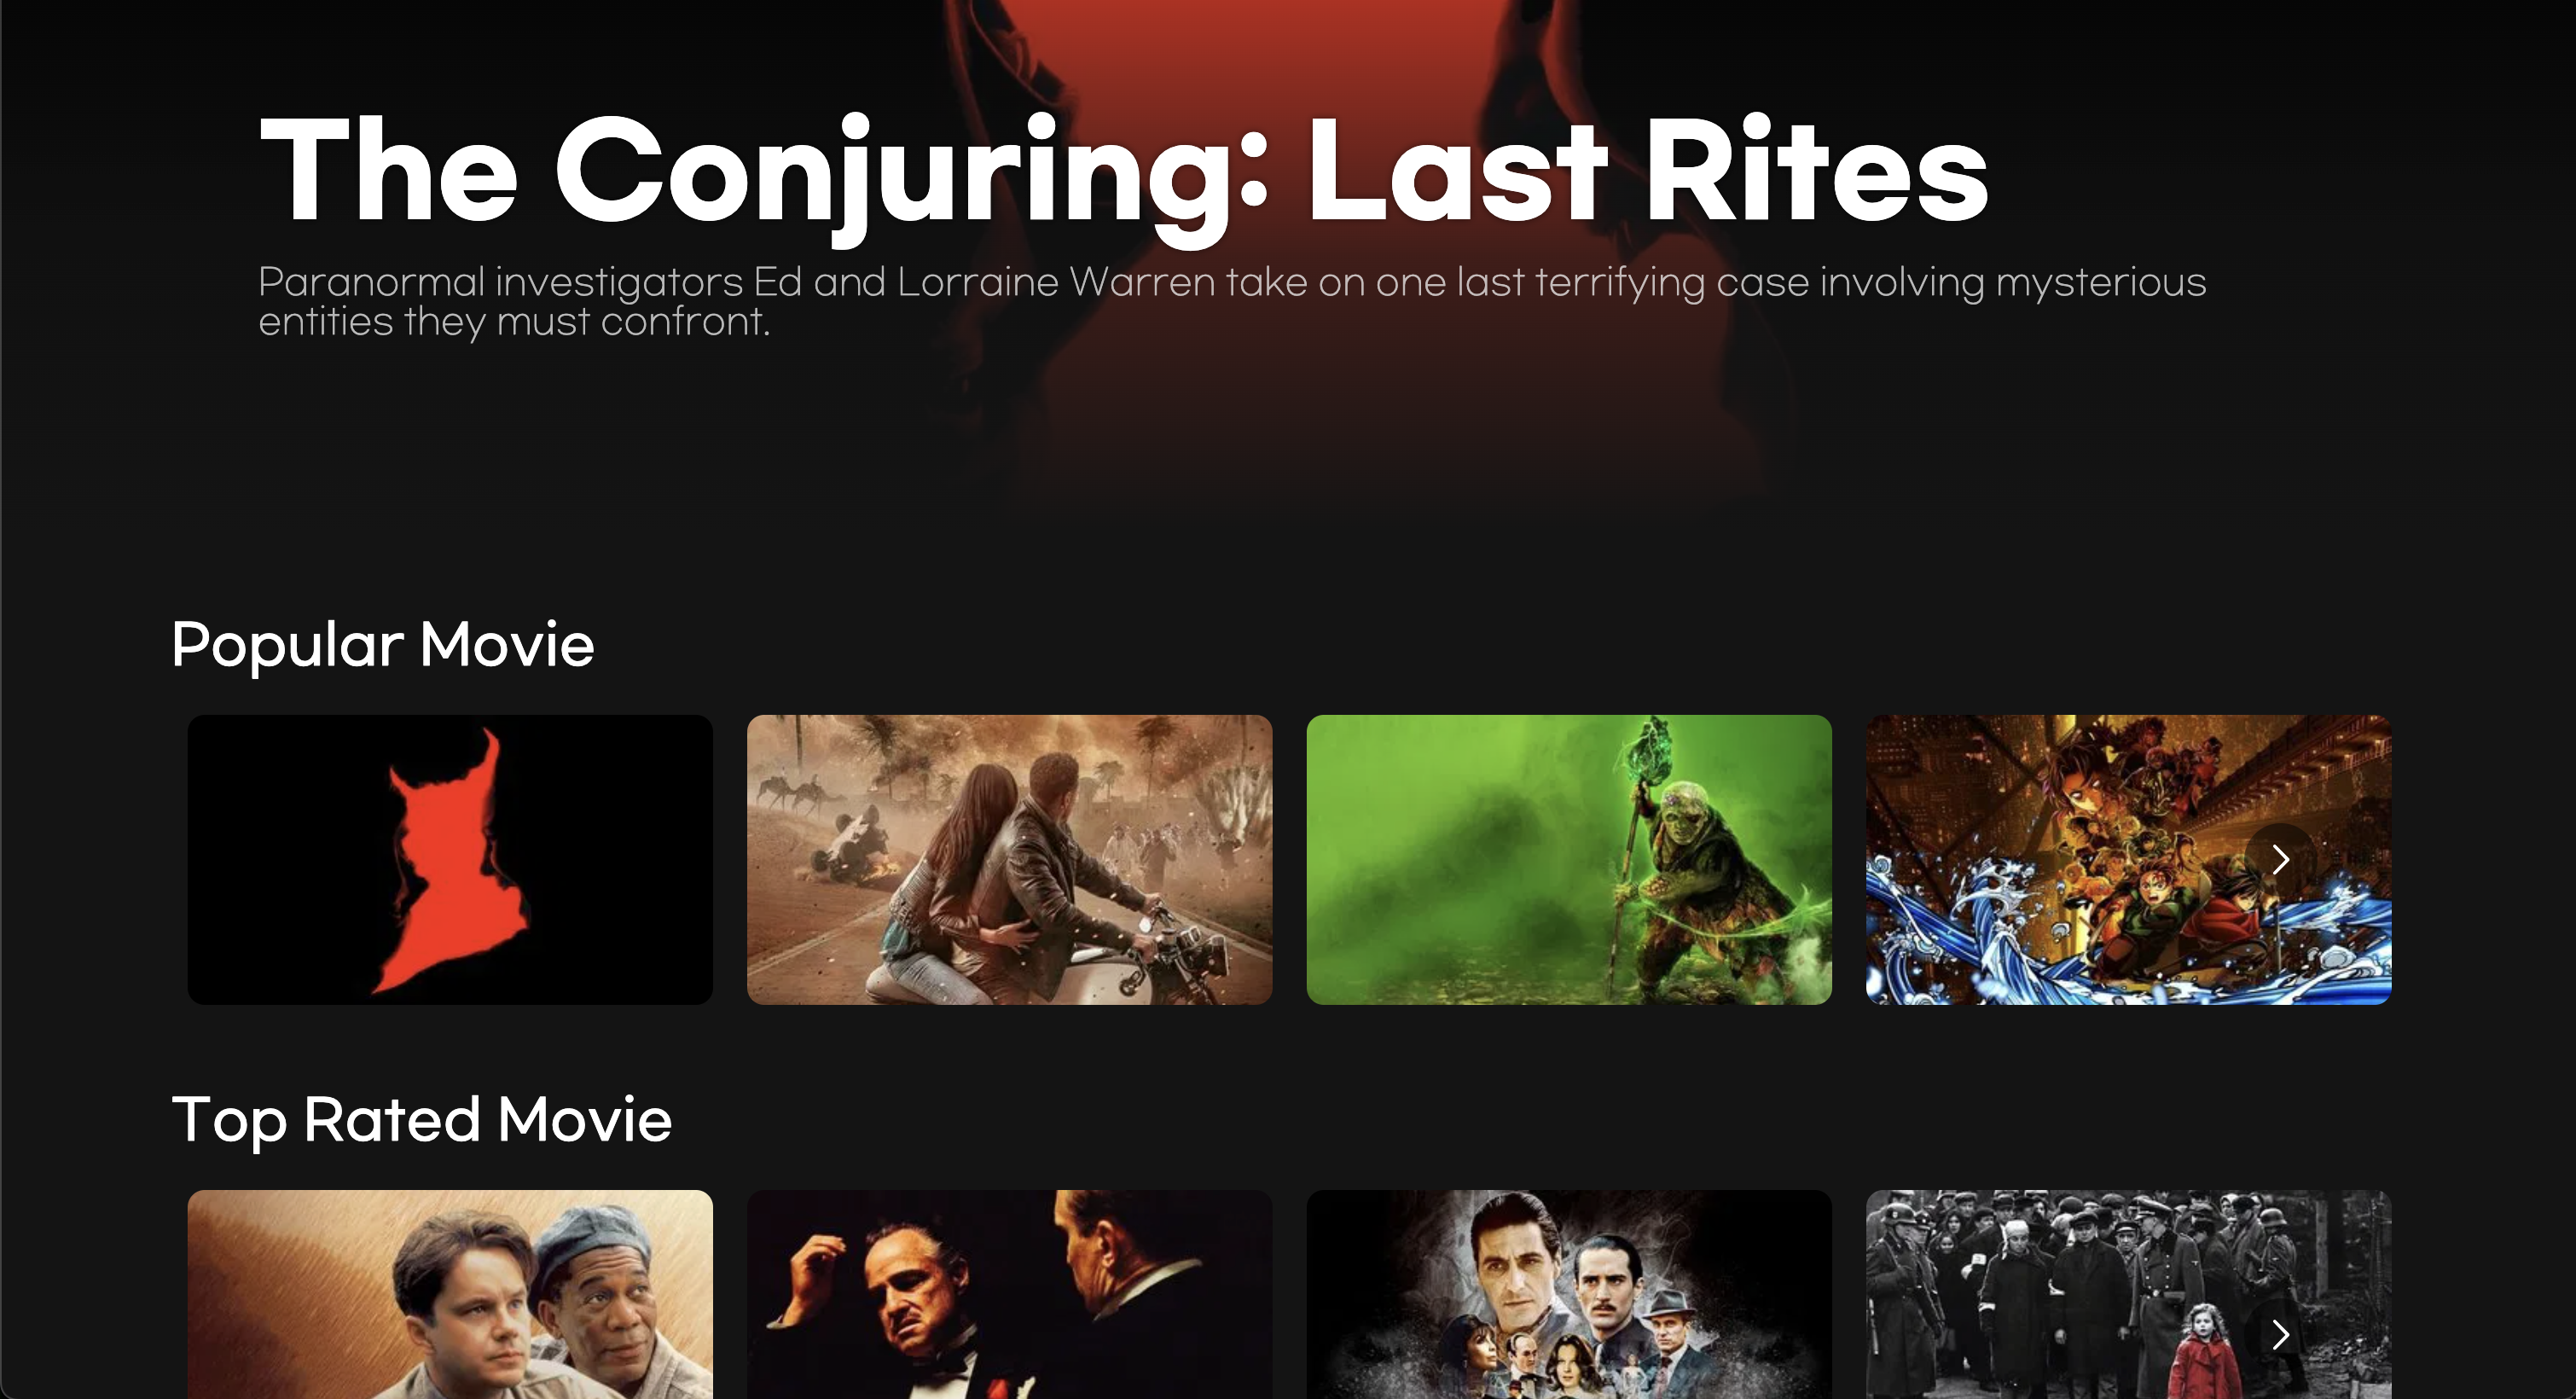 The Conjuring: Last Rites
Paranormal investigators Ed and Lorraine Warren take on one last terrifying case involving mysterious
entities they must confront.
Popular Movie
Top Rated Movie